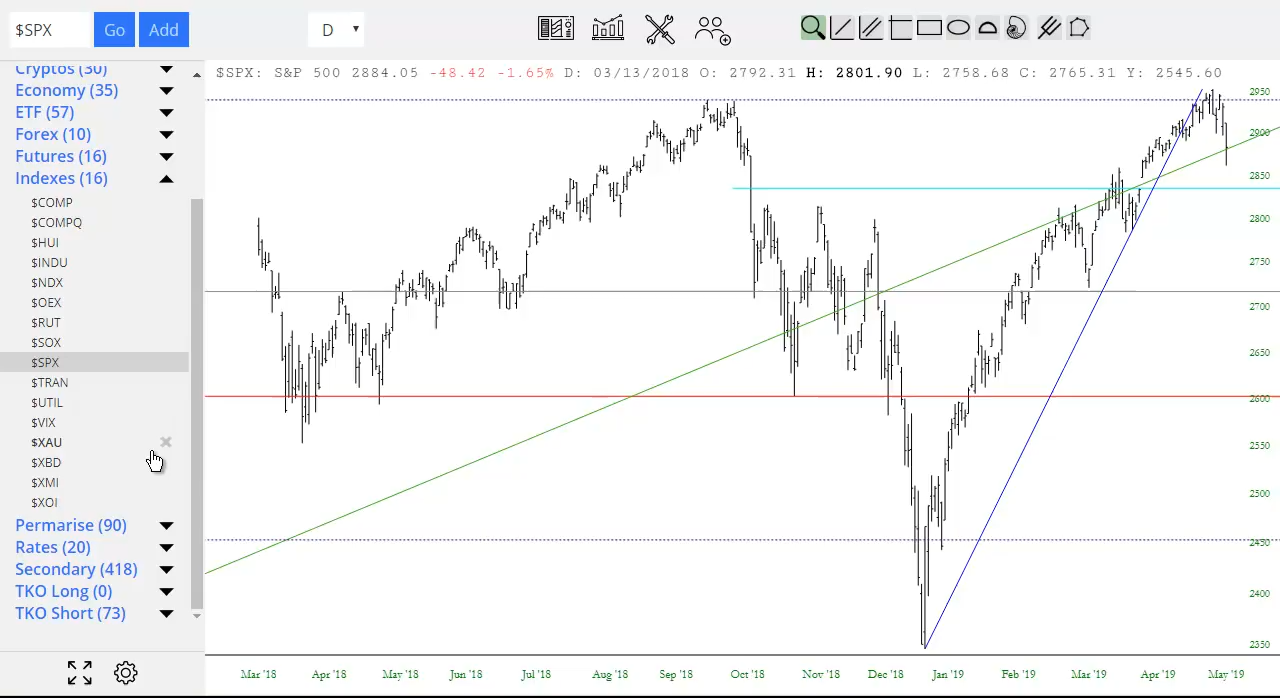 $SPX
Go
Add
D
Cryptos (30)
Economy (35)
ETF (57)
Forex (10)
Futures (16)
Indexes (16)
$COMP
$COMPQ
$HUI
$INDU
$NDX
$OEX
$RUT
$SOX
$SPX
$TRAN
$UTIL
$VIX
$XAU
$XBD
$XMI
$XOI
Permarise (90)
Rates (20)
Secondary (418)
TKO Long (0)
TKO Short (73)
$SPX: S&P 500 2884.05 -48.42 -1.65% D: 03/13/2018 O: 2792.31 H: 2801.90 L: 2758.68 C: 2765.31 Y: 2545.60
2950
2900
2850
2800
2750
2700
2650
2600
2550
2500
2450
2400
2350
Mar '18 Apr '18 May '18 Jun '18 Jul '18 Aug '18 Sep '18 Oct '18 Nov '18 Dec '18 Jan '19 Feb '19 Mar '19 Apr '19 May '19